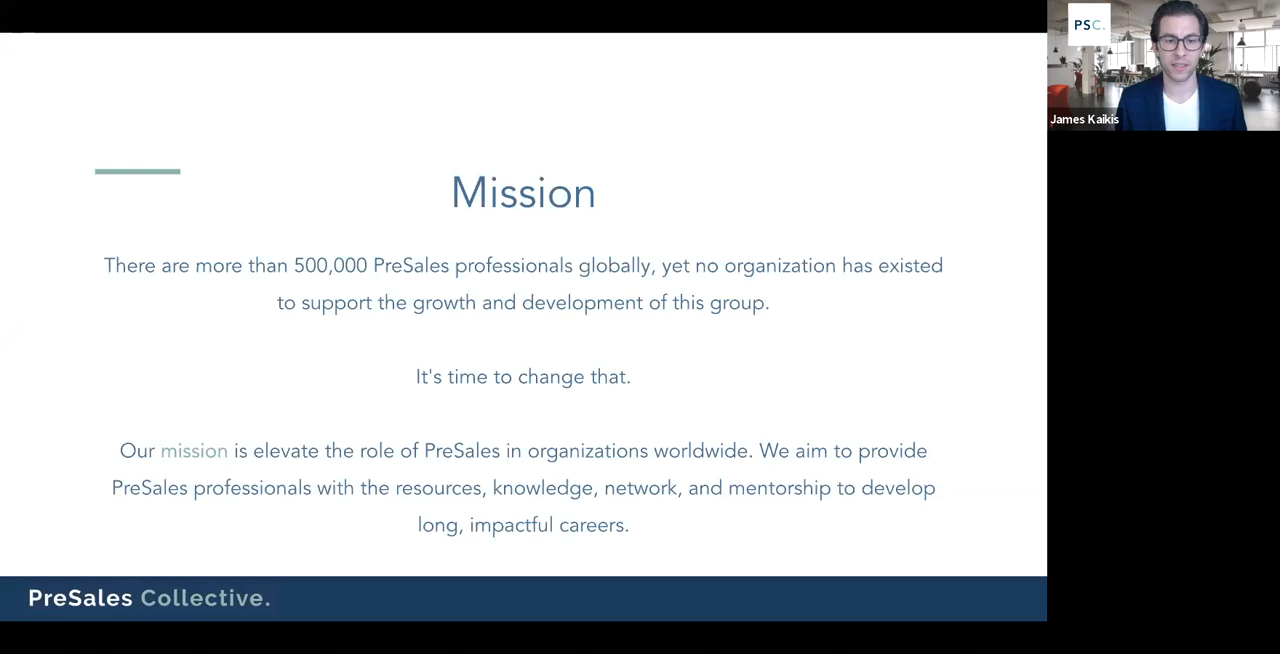 PSC.
James Kaikis
Mission
There are more than 500,000 PreSales professionals globally, yet no organization has existed
to support the growth and development of this group.
It's time to change that.
Our mission is elevate the role of PreSales in organizations worldwide. We aim to provide
PreSales professionals with the resources, knowledge, network, and mentorship to develop
long, impactful careers.
PreSales Collective.